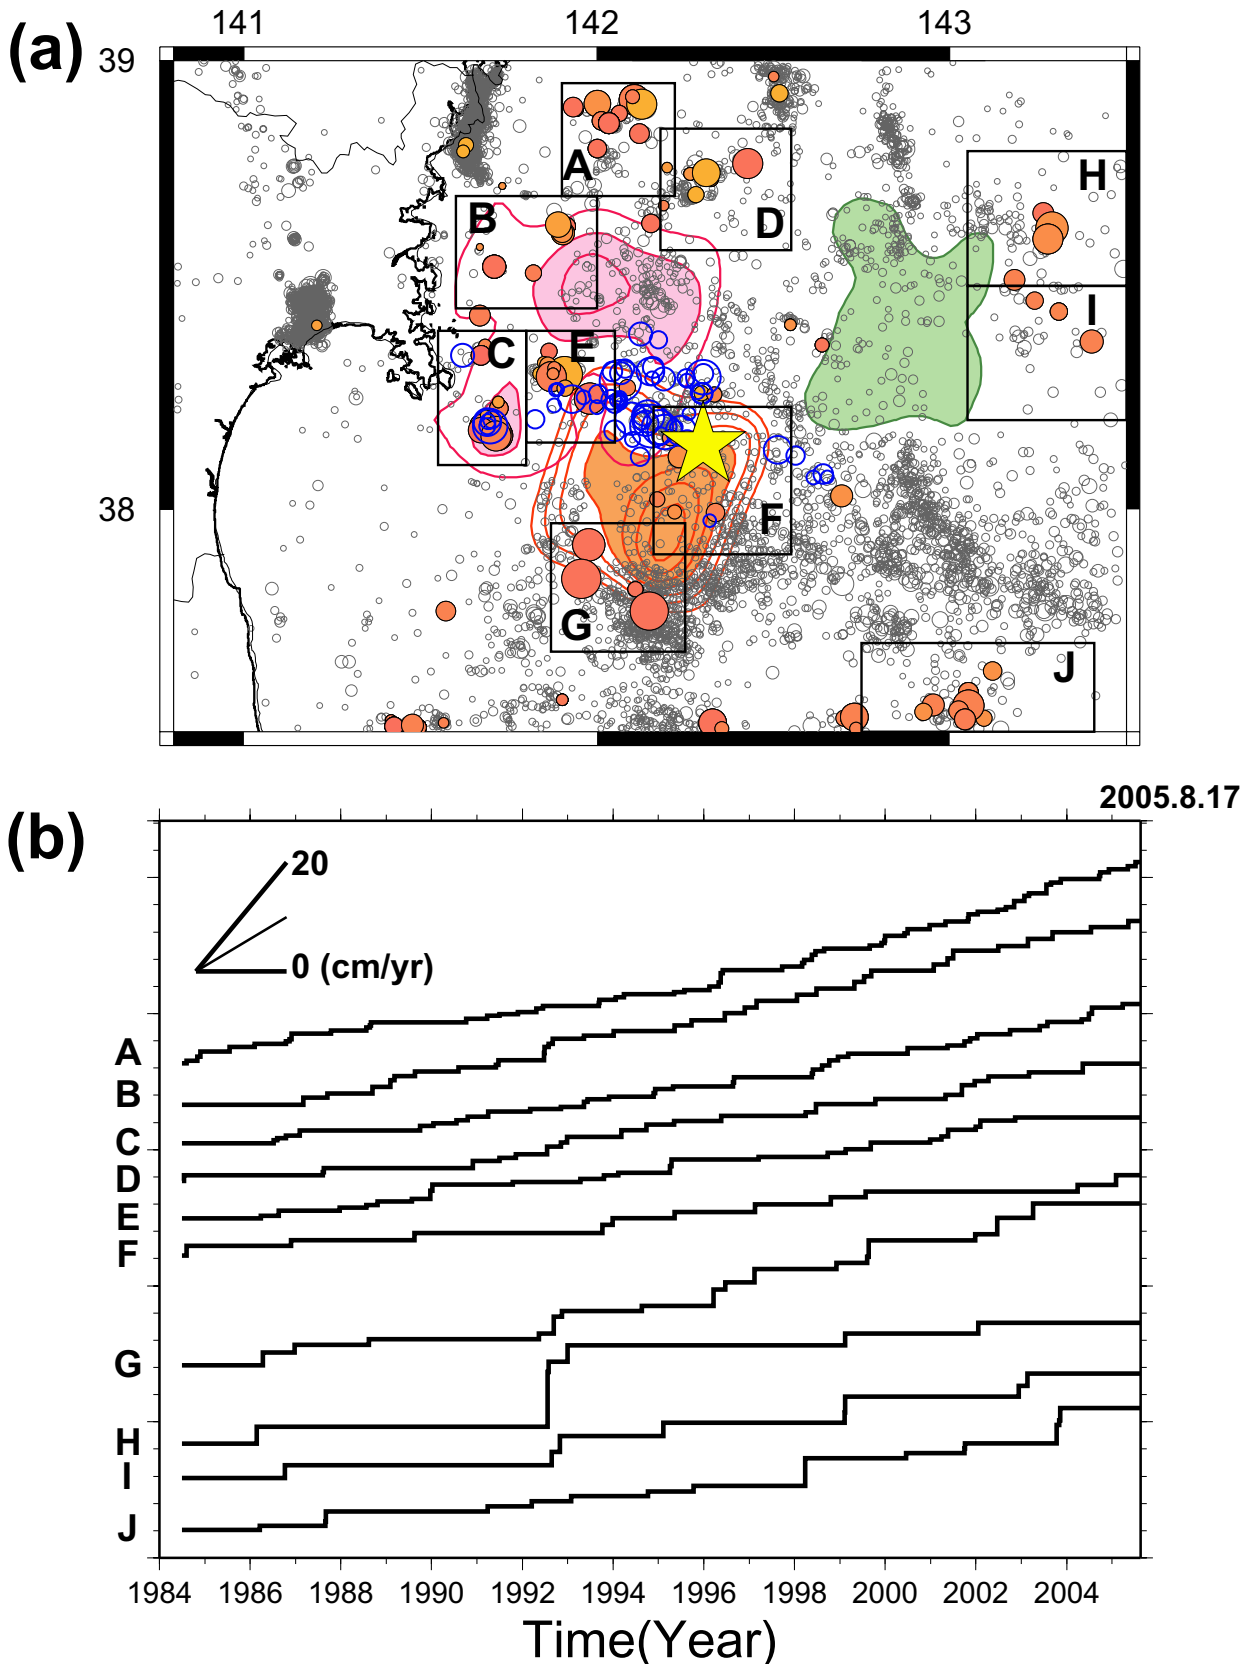 141 142 143
(a)
39
A
H
B
D
I
C E
38
F
G
J
2005.8.17
(b)
20
0 (cm/yr)
A
B
C
D
E
F
G
H
I
J
1984 1986 1988 1990 1992 1994 1996 1998 2000 2002 2004
Time(Year)